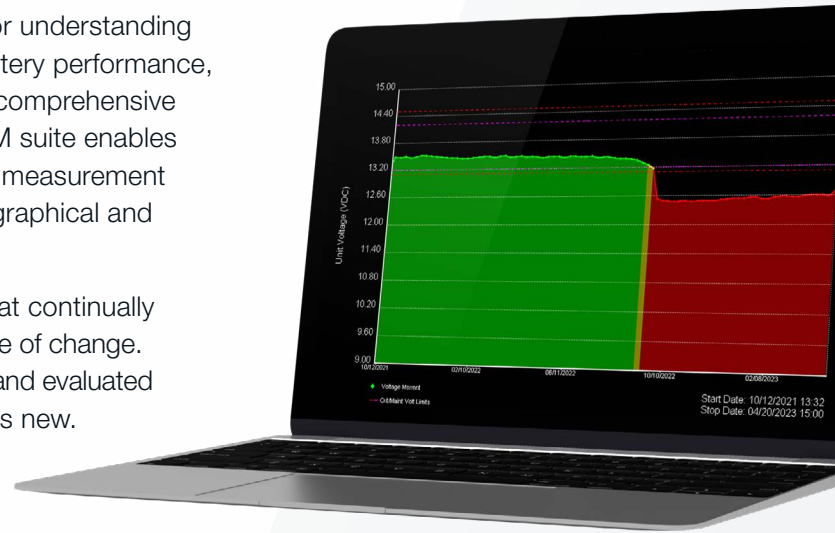 or understanding
tery performance,
comprehensive
M suite enables
measurement
graphical and
at continually
e of change.
and evaluated
s new.
15.00
14.40
13.80
13.20
12.60
12.00
11.40
10.80
10.20
9.60
9.00
Unit Voltage (VDC)
10/12/2021
02/10/2022
06/11/2022
10/10/2022
02/08/2023
Voltage Normal
Crit/Maint Volt Limits
Start Date: 10/12/2021 13:32
Stop Date: 04/20/2023 15:00